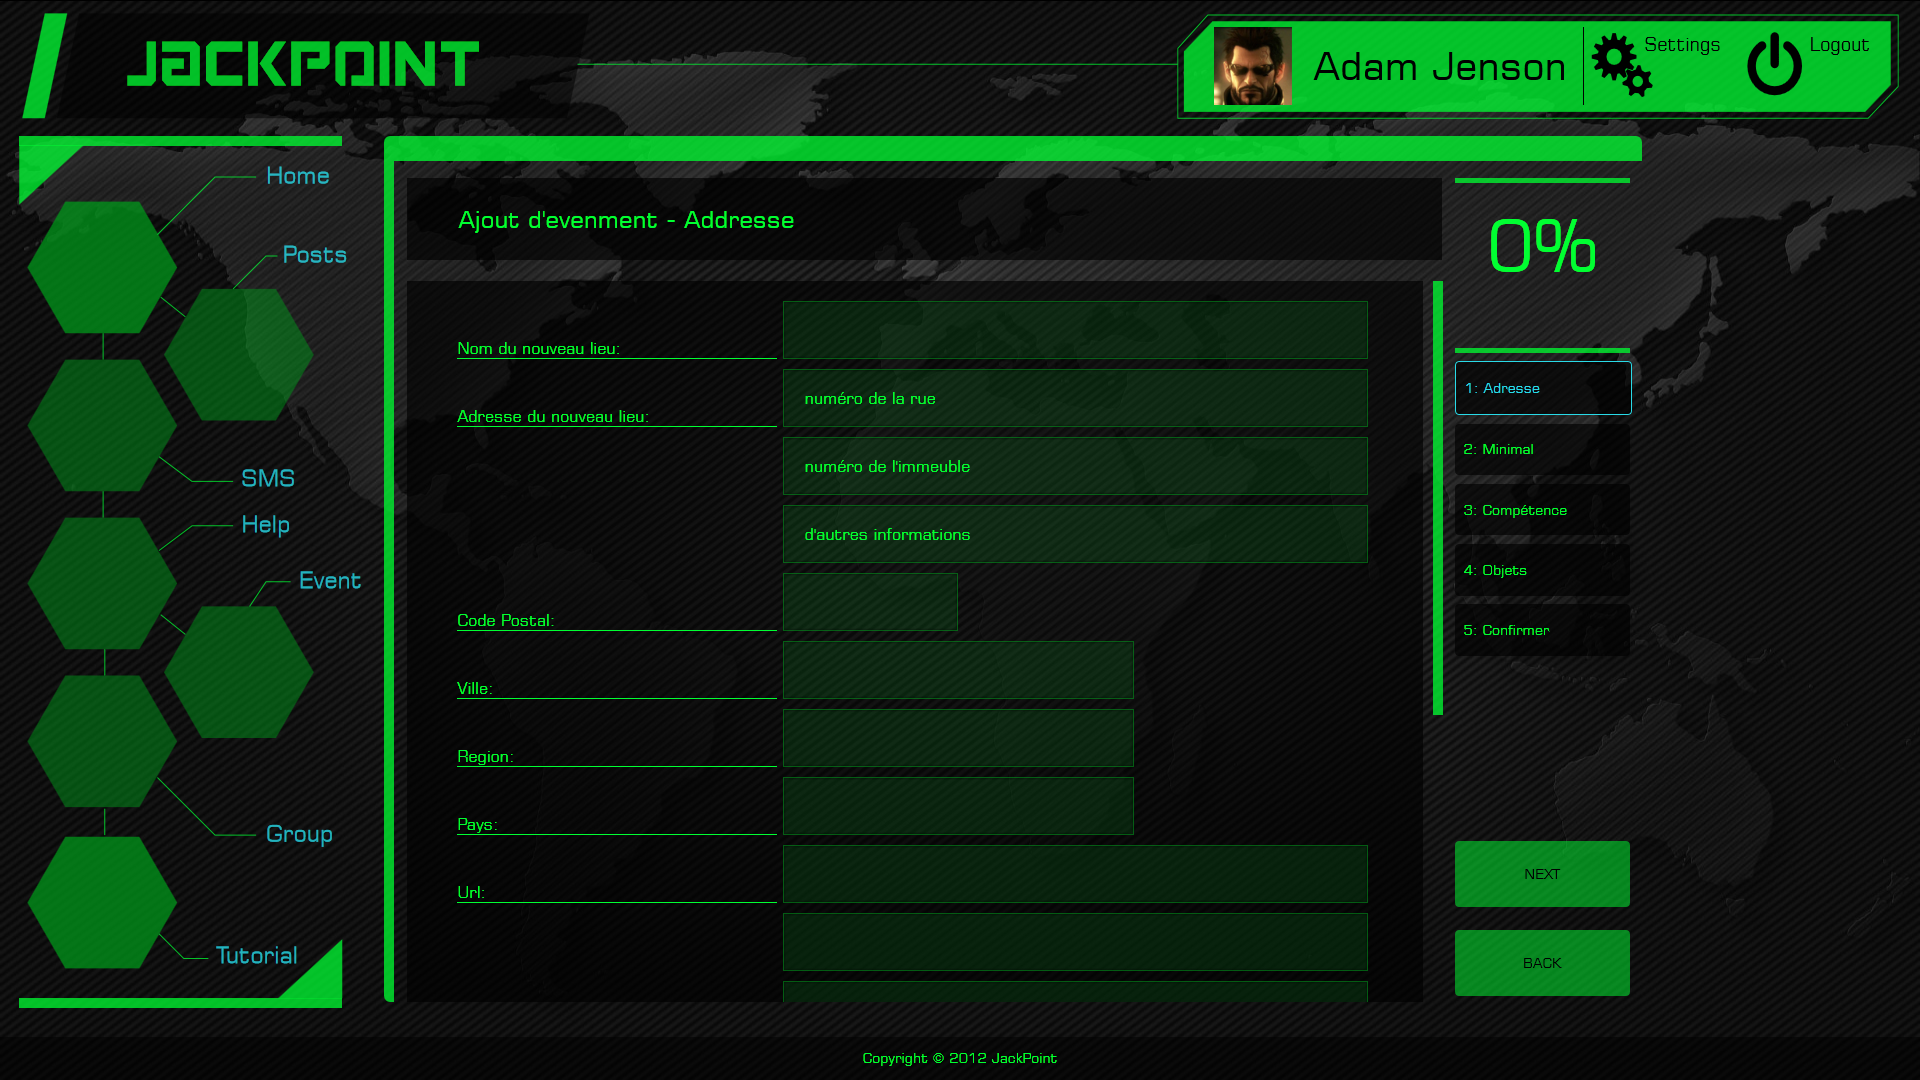 JACKPOINT
Adam Jenson
Settings
Logout
Home
Posts
SMS
Help
Event
Group
Tutorial
Ajout d'evenment - Addresse
Nom du nouveau lieu:
Adresse du nouveau lieu:
numéro de la rue
numéro de l'immeuble
d'autres informations
Code Postal:
Ville:
Region:
Pays:
Url:
0%
1: Adresse
2: Minimal
3: Compétence
4: Objets
5: Confirmer
NEXT
BACK
Copyright © 2012 JackPoint